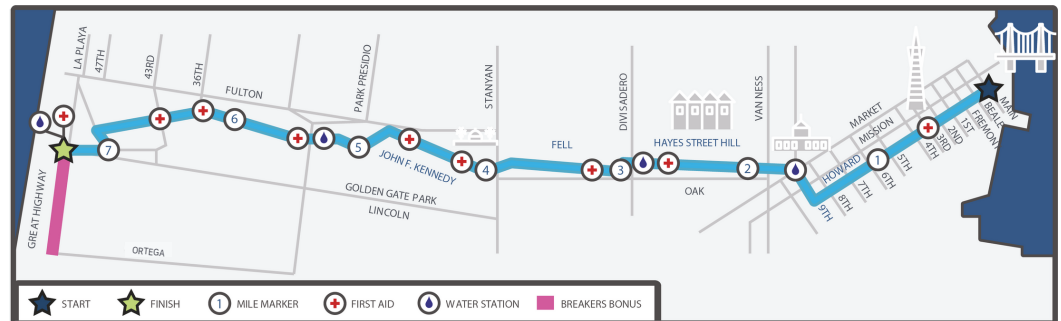 LA PLAYA
47TH
43RD
36TH
FULTON
PARK PRESIDIO
STANYAN
DIVISADERO
VAN NESS
MARKET
MISSION
HOWARD
MAIN
BEALE
FREMONT
1ST
2ND
3RD
4TH
5TH
6TH
7TH
8TH
9TH
FELL
HAYES STREET HILL
OAK
JOHN F. KENNEDY
GOLDEN GATE PARK
LINCOLN
GREAT HIGHWAY
ORTEGA
7
6
5
4
3
2
1
START
FINISH
1 MILE MARKER
FIRST AID
WATER STATION
BREAKERS BONUS